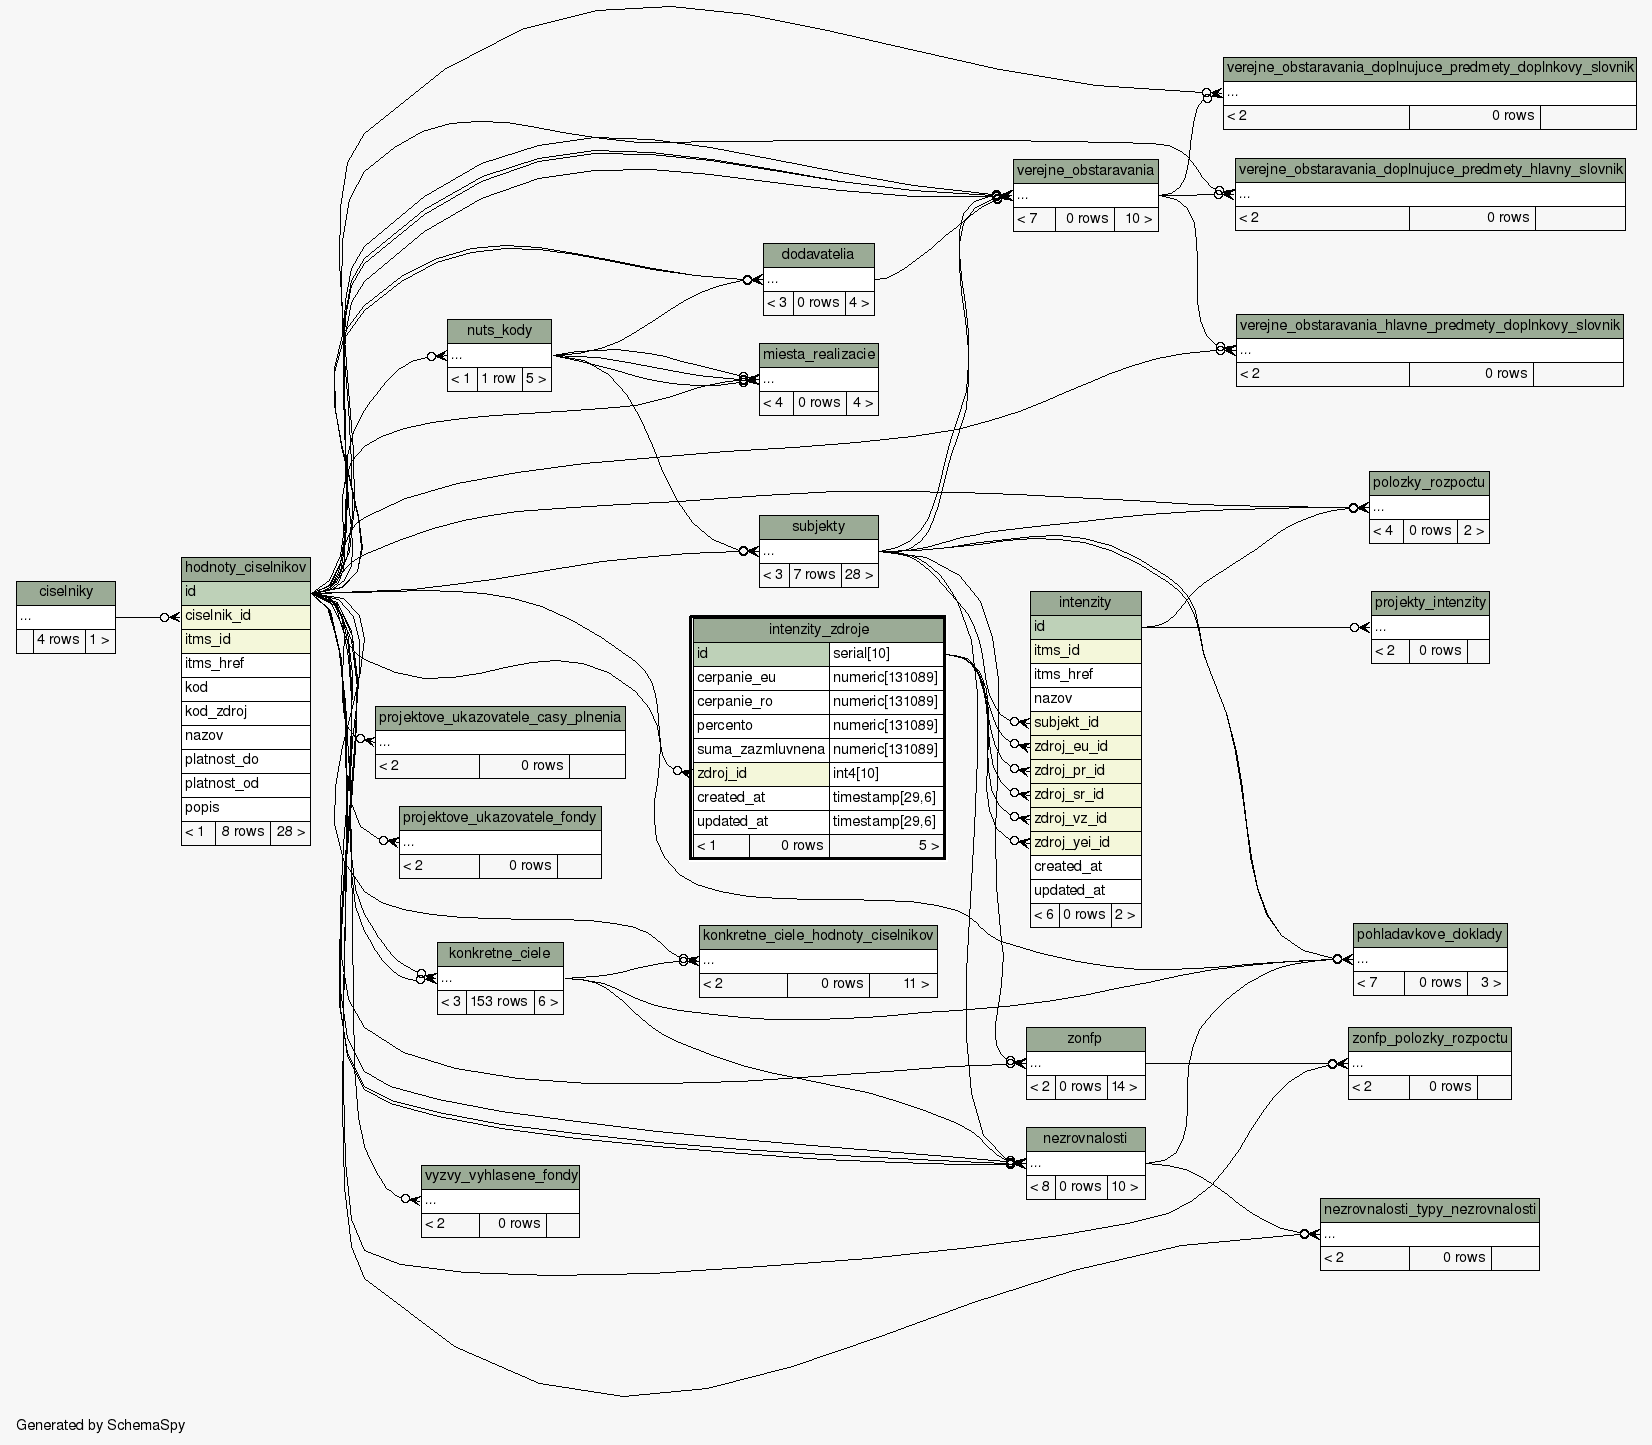 verejne_obstaravania_doplnujuce_predmety_doplnkovy_slovnik
...
< 2 0 rows
verejne_obstaravania
...
< 7 0 rows 10 >
verejne_obstaravania_doplnujuce_predmety_hlavny_slovnik
...
< 2 0 rows
dodavatelia
...
< 3 0 rows 4 >
nuts_kody
...
< 1 1 row 5 >
miesta_realizacie
...
< 4 0 rows 4 >
verejne_obstaravania_hlavne_predmety_doplnkovy_slovnik
...
< 2 0 rows
polozky_rozpoctu
...
< 4 0 rows 2 >
subjekty
...
< 3 7 rows 28 >
ciselniky
...
4 rows 1 >
hodnoty_ciselnikov
id
ciselnik_id
itms_id
itms_href
kod
kod_zdroj
nazov
platnost_do
platnost_od
popis
< 1 8 rows 28 >
intenzity_zdroje
id serial[10]
cerpanie_eu numeric[131089]
cerpanie_ro numeric[131089]
percento numeric[131089]
suma_zazmluvnena numeric[131089]
zdroj_id int4[10]
created_at timestamp[29,6]
updated_at timestamp[29,6]
< 1 0 rows 5 >
intenzity
id
itms_id
itms_href
nazov
subjekt_id
zdroj_eu_id
zdroj_pr_id
zdroj_sr_id
zdroj_vz_id
zdroj_yei_id
created_at
updated_at
< 6 0 rows 2 >
projekty_intenzity
...
< 2 0 rows
projektove_ukazovatele_casy_plnenia
...
< 2 0 rows
projektove_ukazovatele_fondy
...
< 2 0 rows
konkretne_ciele
...
< 3 153 rows 6 >
konkretne_ciele_hodnoty_ciselnikov
...
< 2 0 rows 11 >
pohladavkove_doklady
...
< 7 0 rows 3 >
zonfp
...
< 2 0 rows 14 >
zonfp_polozky_rozpoctu
...
< 2 0 rows
nezrovnalosti
...
< 8 0 rows 10 >
vyzvy_vyhlasene_fondy
...
< 2 0 rows
nezrovnalosti_typy_nezrovnalosti
...
< 2 0 rows
Generated by SchemaSpy